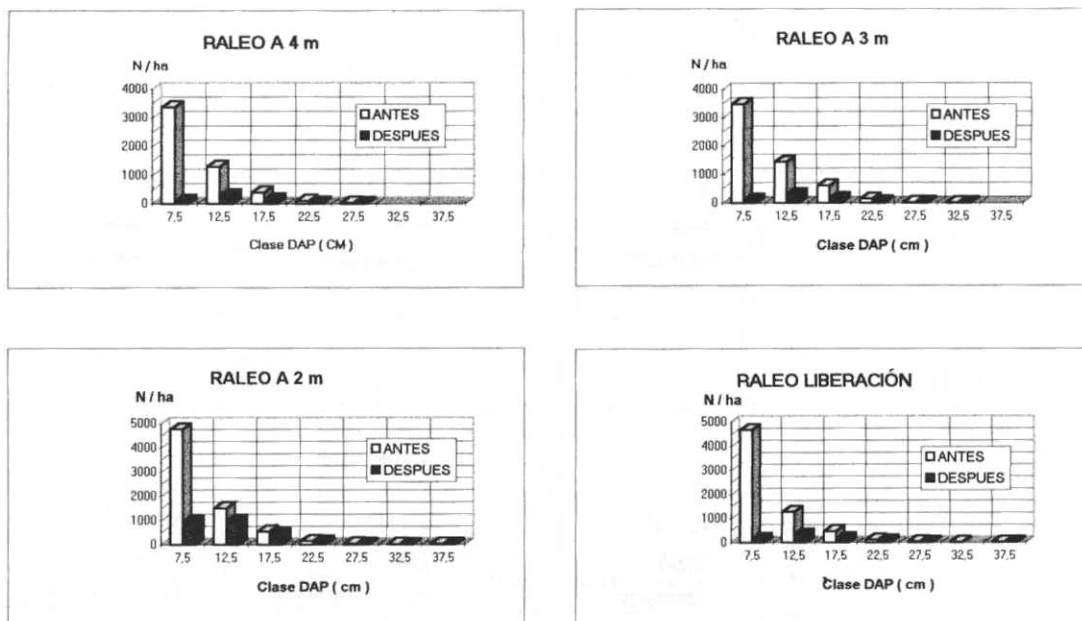 RALEO A 4 m
N / ha
4000
3000
2000
1000
0
ANTES
DESPUES
7,5 12,5 17,5 22,5 27,5 32,5 37,5
Clase DAP ( CM )
RALEO A 3 m
N / ha
4000
3000
2000
1000
0
ANTES
DESPUES
7,5 12,5 17,5 22,5 27,5 32,5 37,5
Clase DAP ( cm )
RALEO A 2 m
N / ha
5000
4000
3000
2000
1000
0
ANTES
DESPUES
7,5 12,5 17,5 22,5 27,5 32,5 37,5
Clase DAP ( cm )
RALEO LIBERACIÓN
N / ha
5000
4000
3000
2000
1000
0
ANTES
DESPUES
7,5 12,5 17,5 22,5 27,5 32,5 37,5
Clase DAP ( cm )